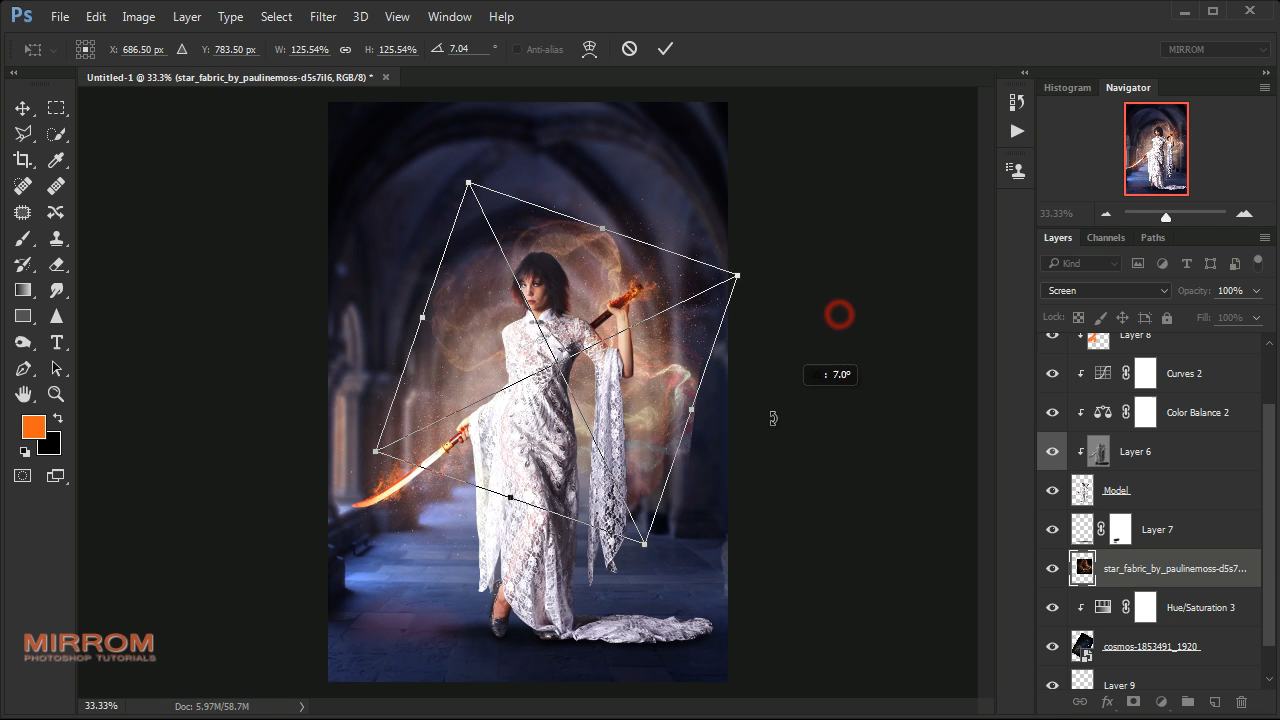 Ps File Edit Image Layer Type Select Filter 3D View Window Help
X: 686.50 px Y: 783.50 px W: 125.54% H: 125.54% 7.04 ° Anti-alias MIRROM
Untitled-1 @ 33.3% (star_fabric_by_paulinemoss-d5s7il6, RGB/8) * ×
Histogram Navigator
33.33%
Layers Channels Paths
Kind
Screen Opacity: 100%
Lock: Fill: 100%
Layer 8
: 7.0°
Curves 2
Color Balance 2
Layer 6
Model
Layer 7
star_fabric_by_paulinemoss-d5s7...
Hue/Saturation 3
cosmos-1853491_1920
Layer 9
MIRROM
PHOTOSHOP TUTORIALS
33.33% Doc: 5.97M/58.7M
fx